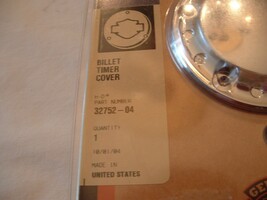 BILLET
TIMER
COVER
PART NUMBER
32752-04
QUANTITY
1
MADE IN
UNITED STATES